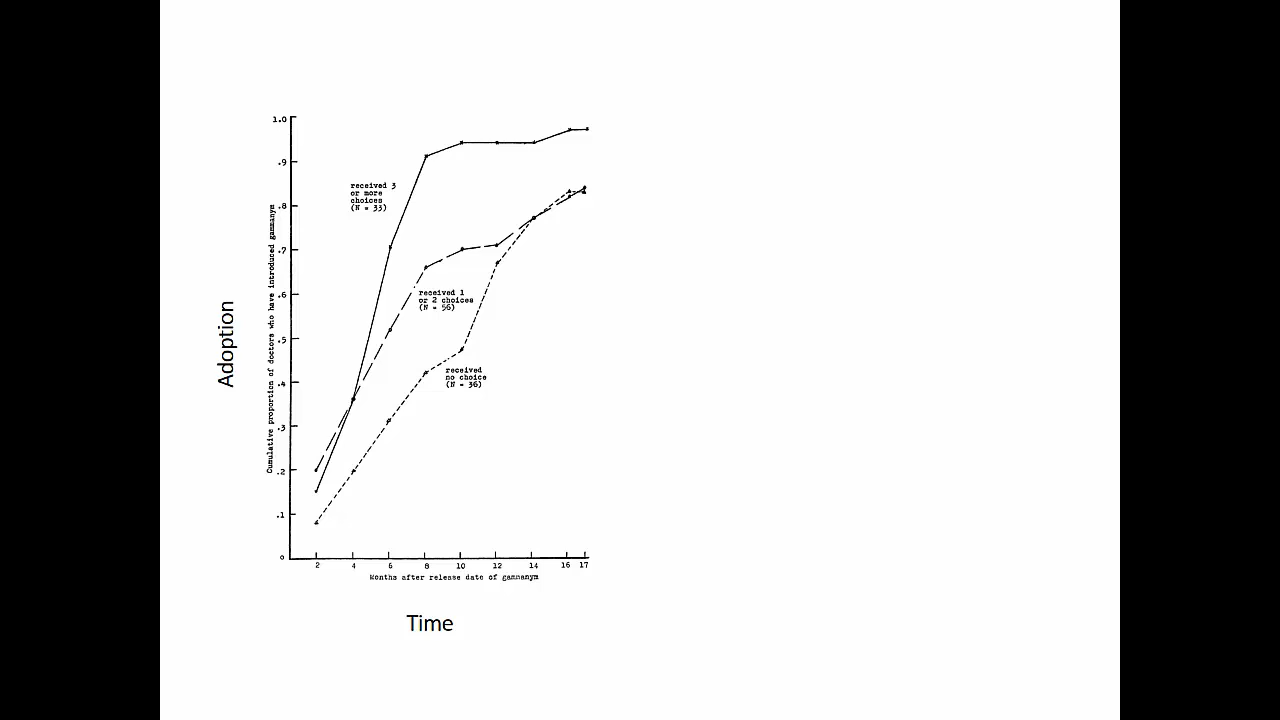 1.0
.9
.8
.7
.6
.5
.4
.3
.2
.1
0
Adoption
Cumulative proportion of doctors who have introduced gammanym
received 3
or more
choices
(N = 33)
received 1
or 2 choices
(N = 56)
received
no choice
(N = 36)
2 4 6 8 10 12 14 16 17
Months after release date of gammanym
Time